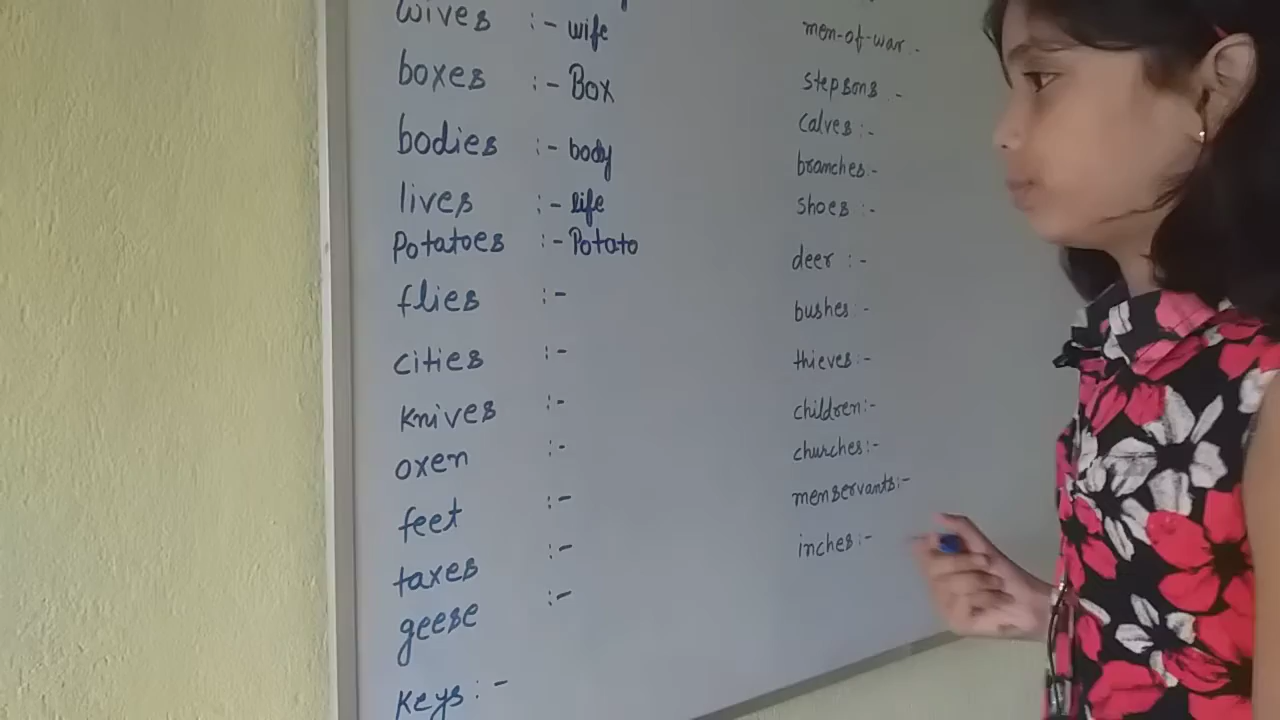 wives :- wife
boxes :- Box
bodies :- body
lives :- life
Potatoes :- Potato
flies :-
cities :-
Knives :-
oxen :-
feet :-
taxes :-
geese :-
Keys :-
men-of-war :-
stepsons :-
calves :-
branches :-
shoes :-
deer :-
bushes :-
thieves :-
children :-
churches :-
menservants :-
inches :-